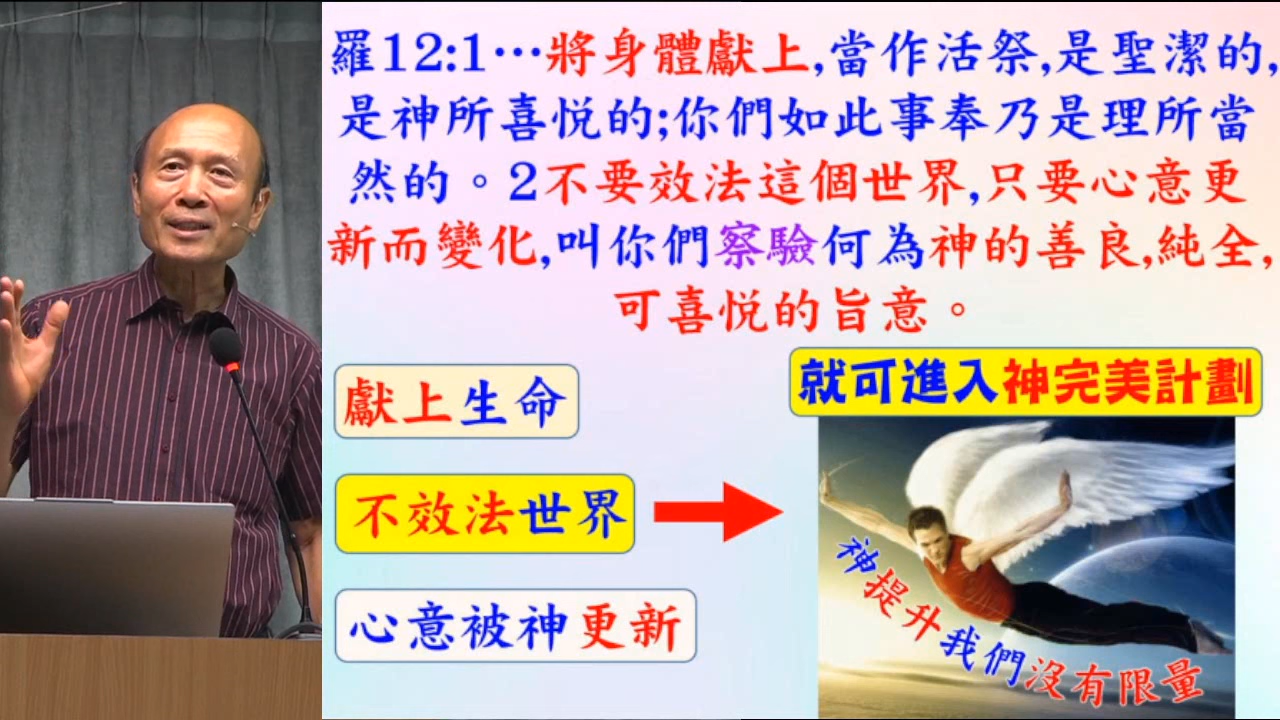 羅12:1…將身體獻上,當作活祭,是聖潔的,
是神所喜悅的;你們如此事奉乃是理所當
然的。2不要效法這個世界,只要心意更
新而變化,叫你們察驗何為神的善良,純全,
可喜悅的旨意。
獻上生命
不效法世界
心意被神更新
就可進入神完美計劃
神提升我們沒有限量